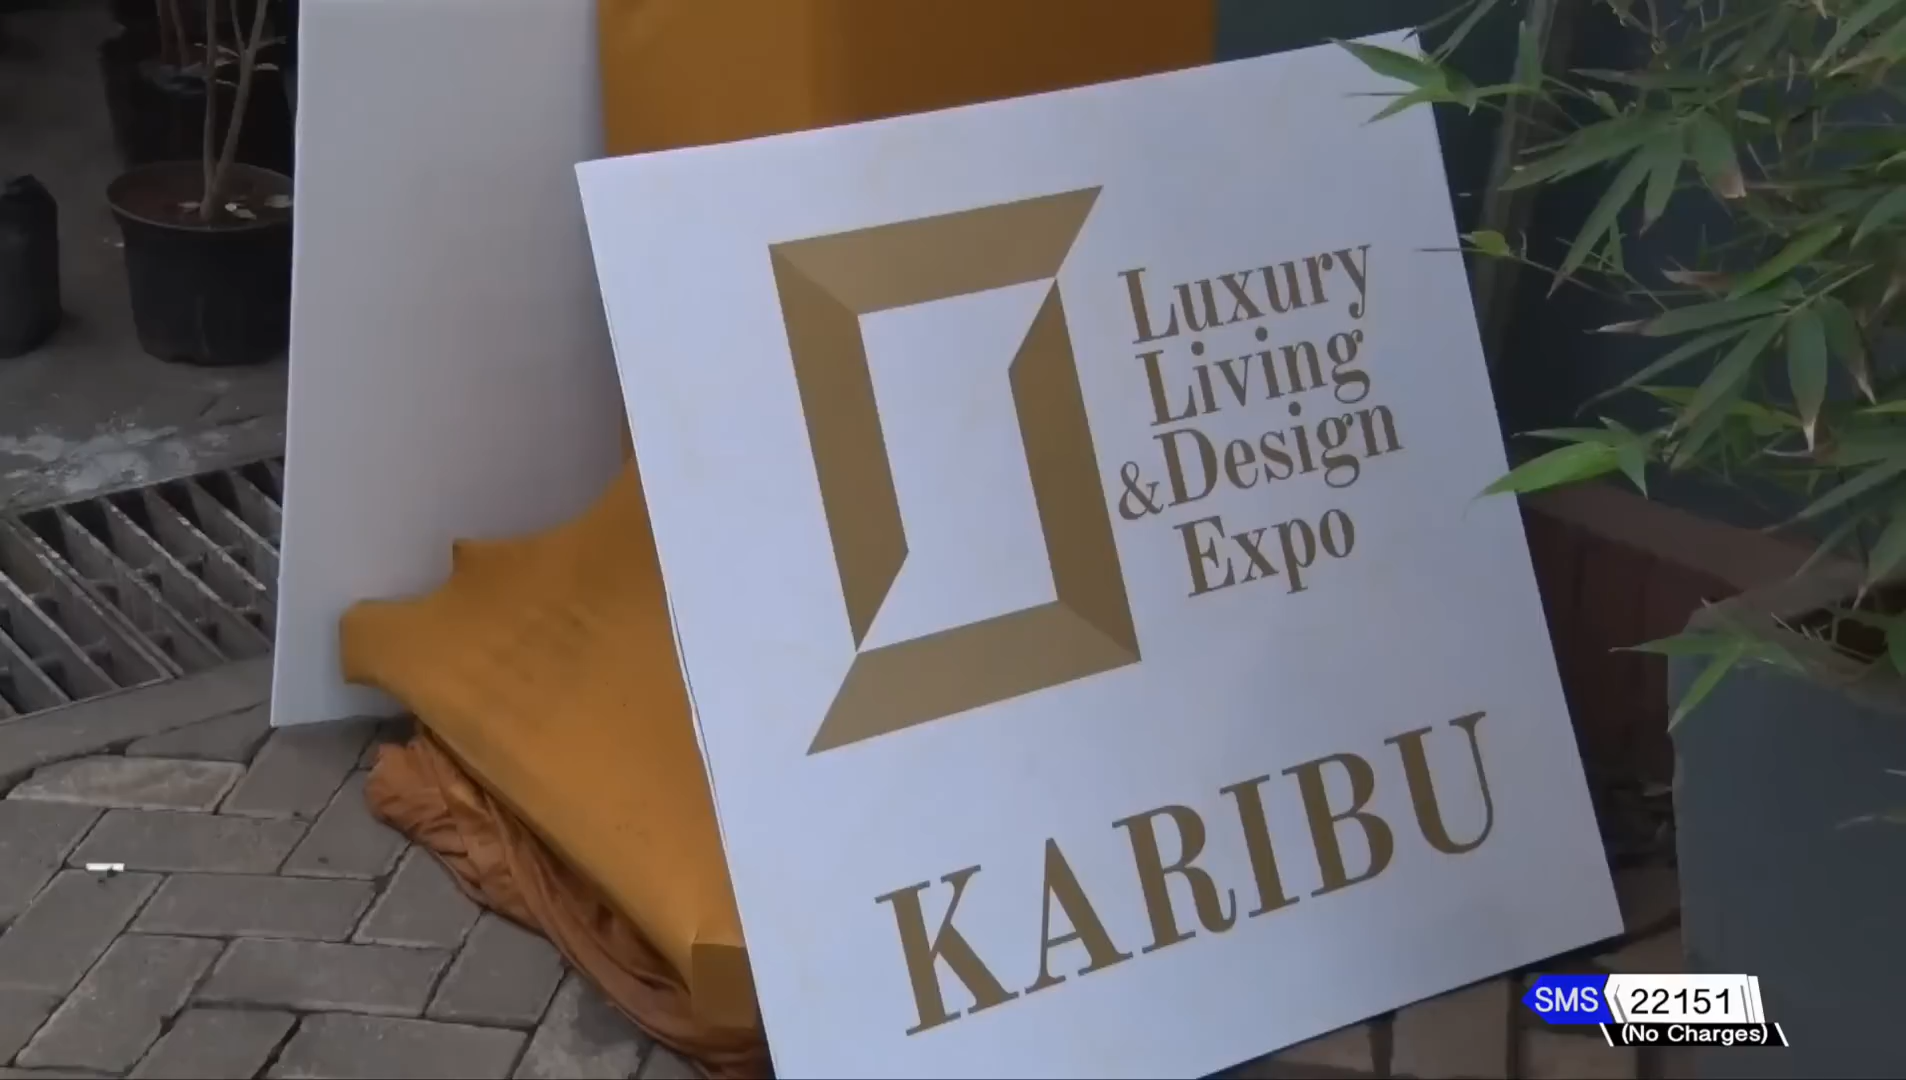 Luxury
Living
&Design
Expo
KARIBU
SMS 22151
(No Charges)